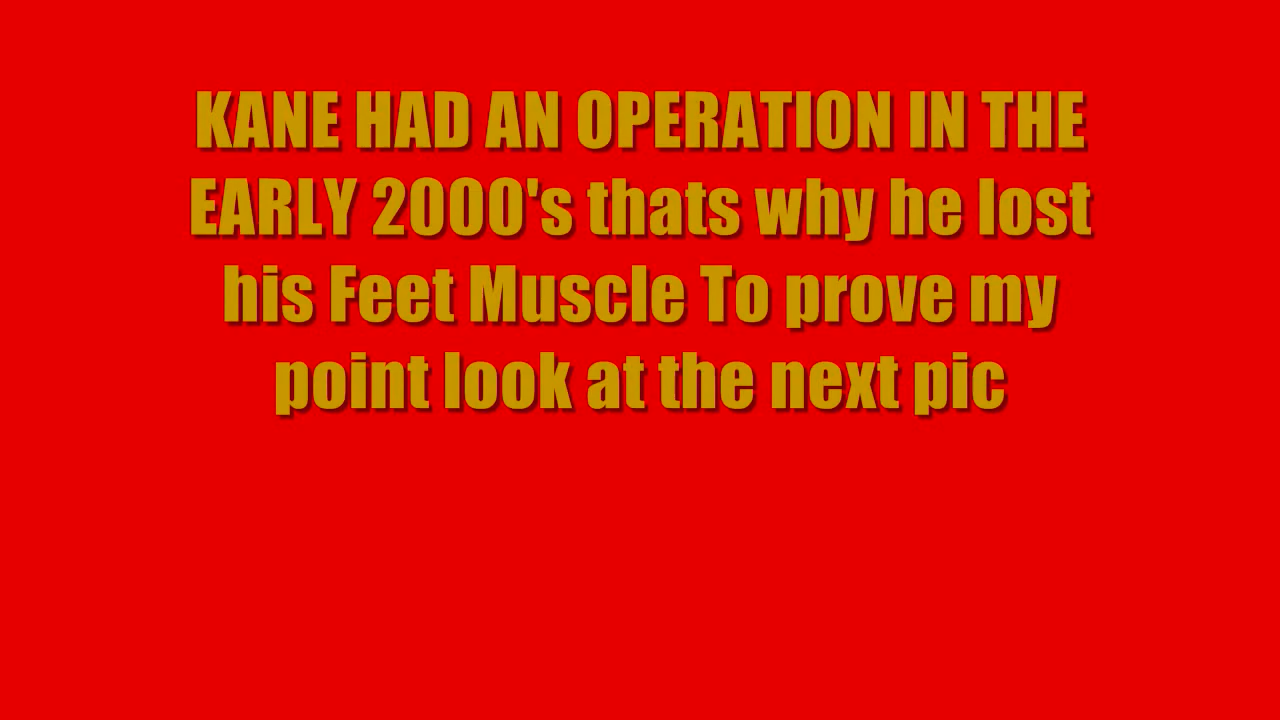 KANE HAD AN OPERATION IN THE
EARLY 2000's thats why he lost
his Feet Muscle To prove my
point look at the next pic